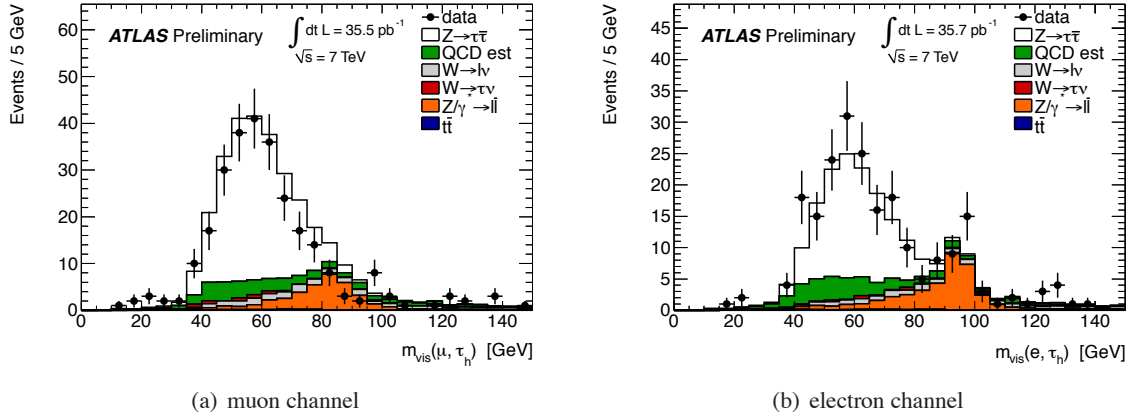 Events / 5 GeV
ATLAS Preliminary
∫ dt L = 35.5 pb⁻¹
√s = 7 TeV
data
Z→ττ̄
QCD est
W→lν
W→τν
Z/γ*→ll̄
tt̄
60
50
40
30
20
10
0
0 20 40 60 80 100 120 140
m_vis(μ, τ_h) [GeV]
(a) muon channel
Events / 5 GeV
ATLAS Preliminary
∫ dt L = 35.7 pb⁻¹
√s = 7 TeV
data
Z→ττ̄
QCD est
W→lν
W→τν
Z/γ*→ll̄
tt̄
45
40
35
30
25
20
15
10
5
0
0 20 40 60 80 100 120 140
m_vis(e, τ_h) [GeV]
(b) electron channel